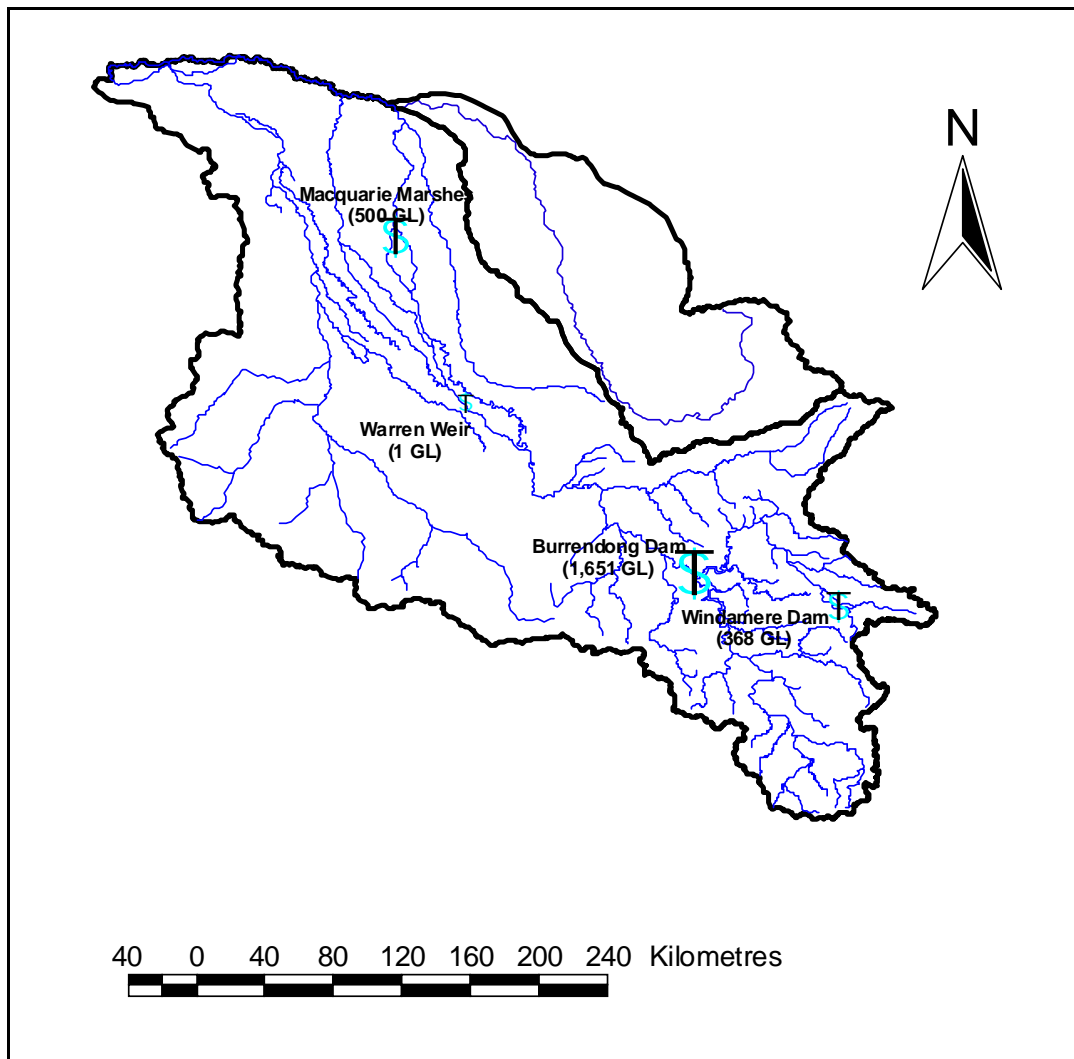 N
Macquarie Marshe
(500 GL)
Warren Weir
(1 GL)
Burrendong Dam
(1,651 GL)
Windamere Dam
(368 GL)
40 0 40 80 120 160 200 240 Kilometres